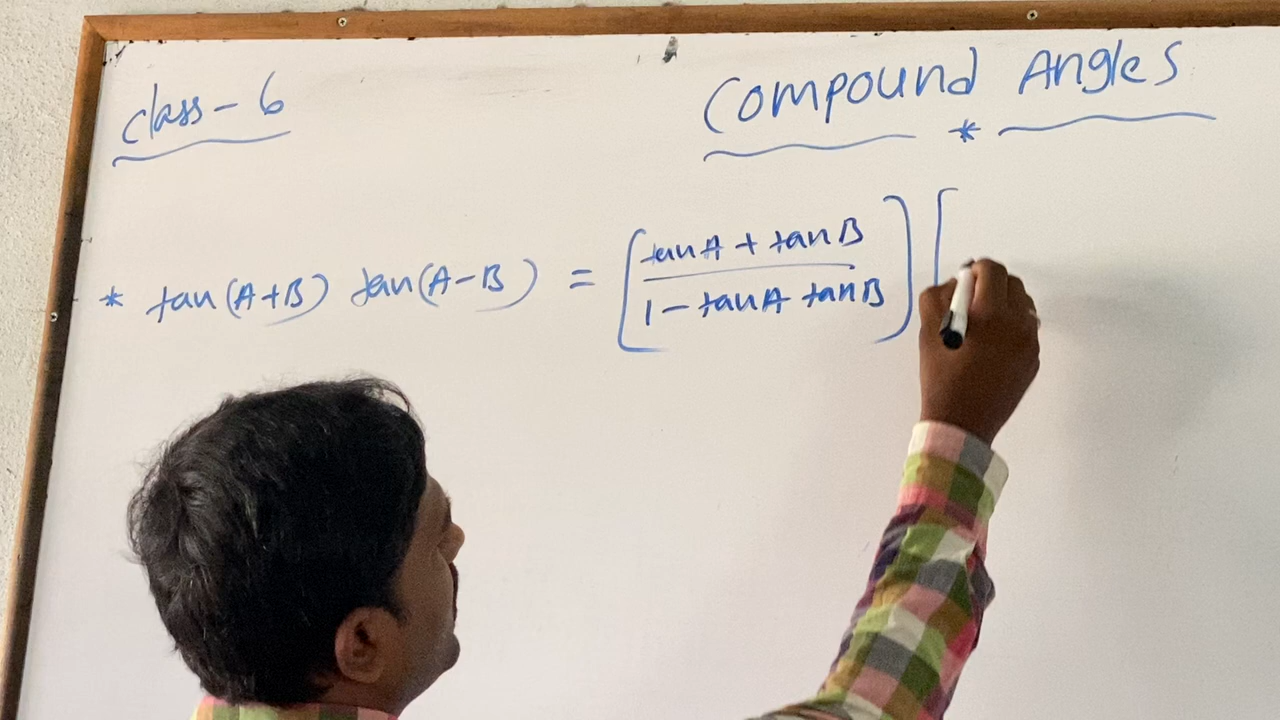 Class - 6
Compound Angles
*
* tan(A+B) tan(A-B) = [tanA + tanB / 1 - tanA tanB] [